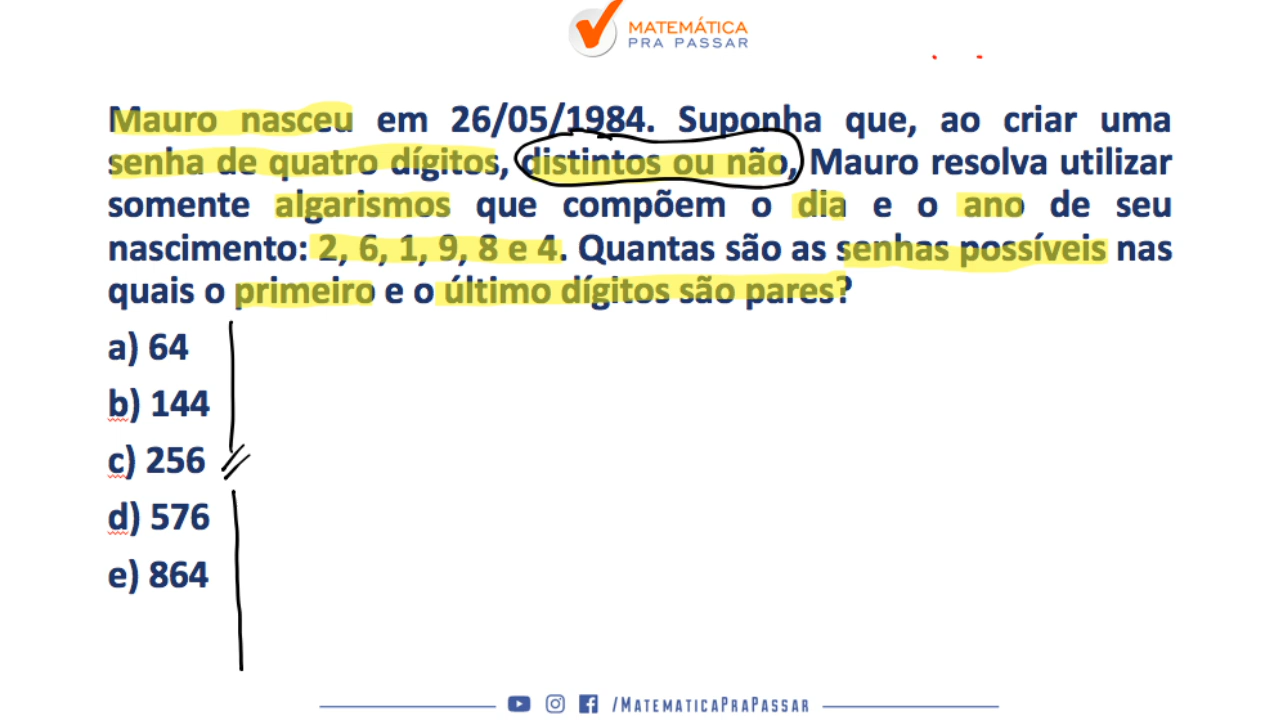 MATEMÁTICA
PRA PASSAR
Mauro nasceu em 26/05/1984. Suponha que, ao criar uma
senha de quatro dígitos, distintos ou não, Mauro resolva utilizar
somente algarismos que compõem o dia e o ano de seu
nascimento: 2, 6, 1, 9, 8 e 4. Quantas são as senhas possíveis nas
quais o primeiro e o último dígitos são pares?
a) 64
b) 144
c) 256
d) 576
e) 864
/MATEMATICAPRAPASSAR